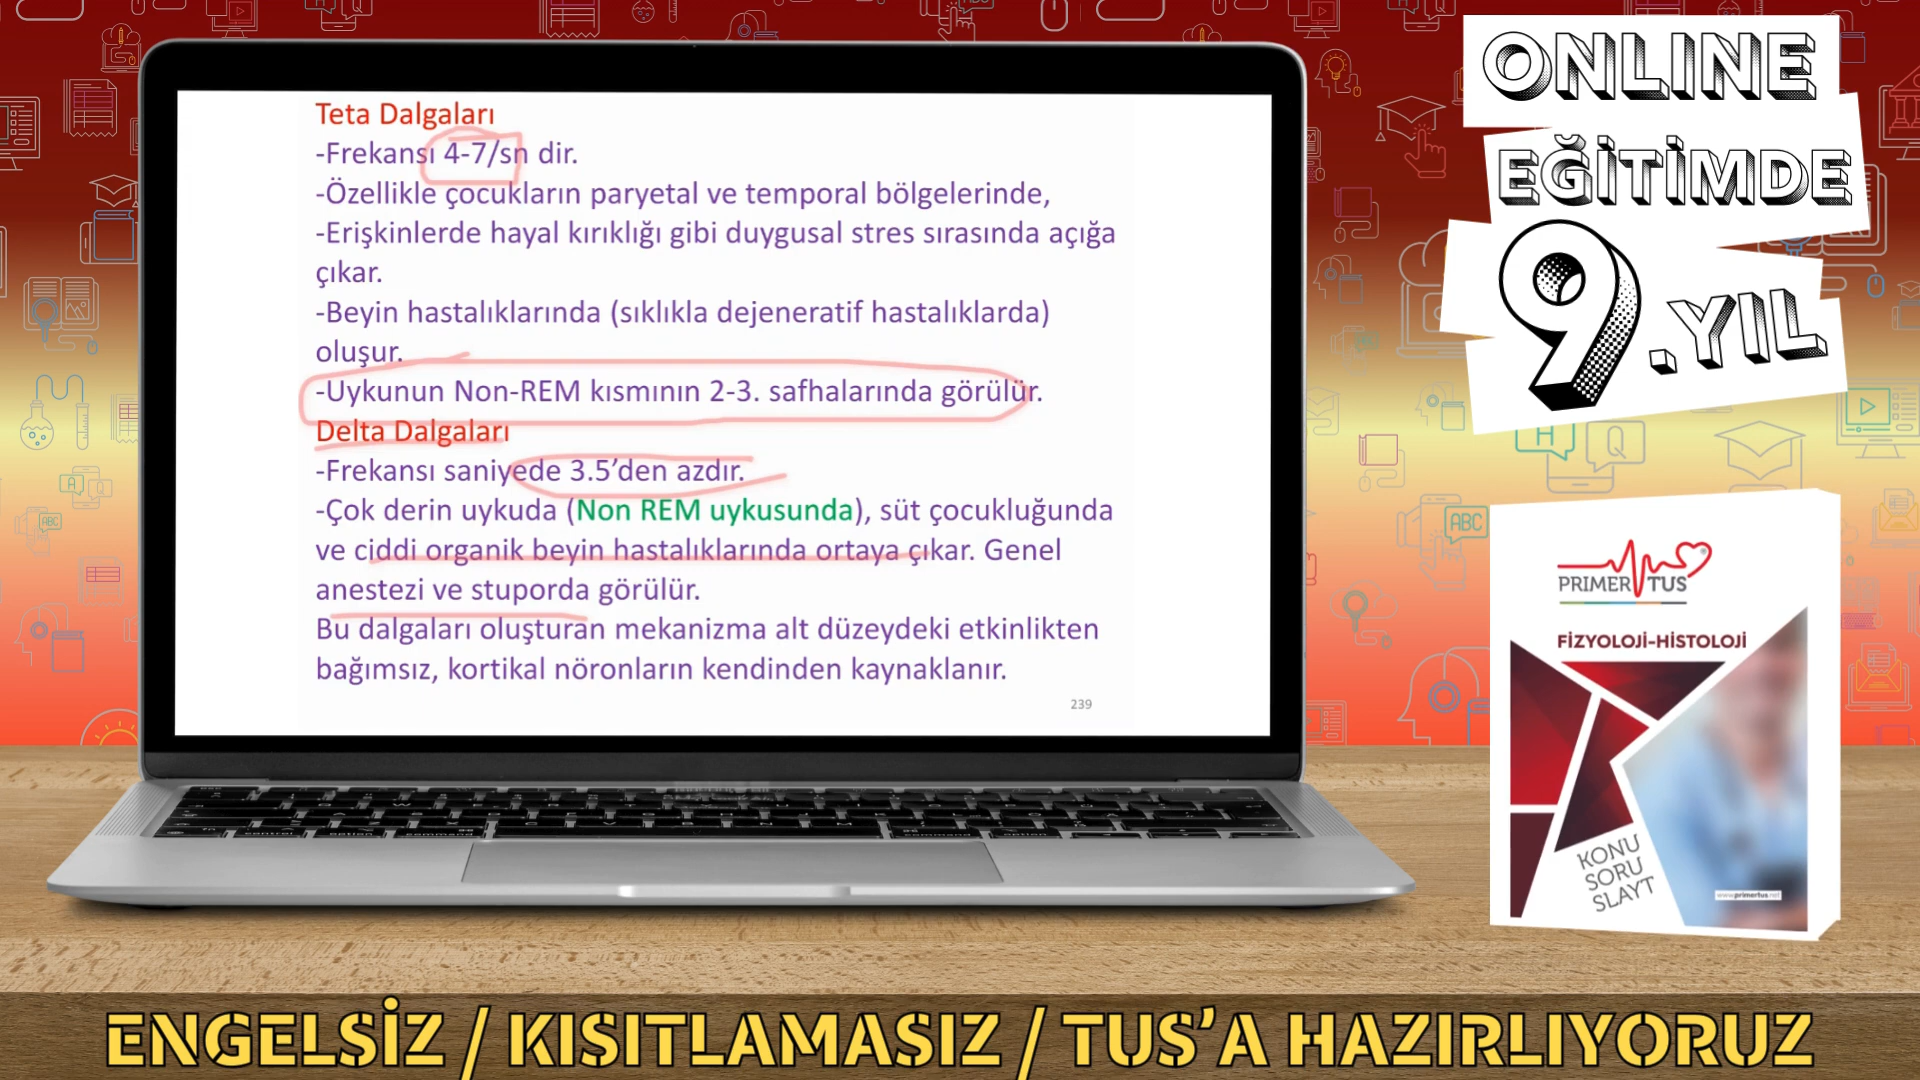 Teta Dalgaları
-Frekansı 4-7/sn dir.
-Özellikle çocukların paryetal ve temporal bölgelerinde,
-Erişkinlerde hayal kırıklığı gibi duygusal stres sırasında açığa
çıkar.
-Beyin hastalıklarında (sıklıkla dejeneratif hastalıklarda)
oluşur.
-Uykunun Non-REM kısmının 2-3. safhalarında görülür.
Delta Dalgaları
-Frekansı saniyede 3.5’den azdır.
-Çok derin uykuda (Non REM uykusunda), süt çocukluğunda
ve ciddi organik beyin hastalıklarında ortaya çıkar. Genel
anestezi ve stuporda görülür.
Bu dalgaları oluşturan mekanizma alt düzeydeki etkinlikten
bağımsız, kortikal nöronların kendinden kaynaklanır.
239
ONLINE
EĞİTİMDE
9.YIL
PRIMER TUS
FİZYOLOJİ-HİSTOLOJİ
KONU
SORU
SLAYT
www.primertus.net
ENGELSİZ / KISITLAMASIZ / TUS’A HAZIRLIYORUZ